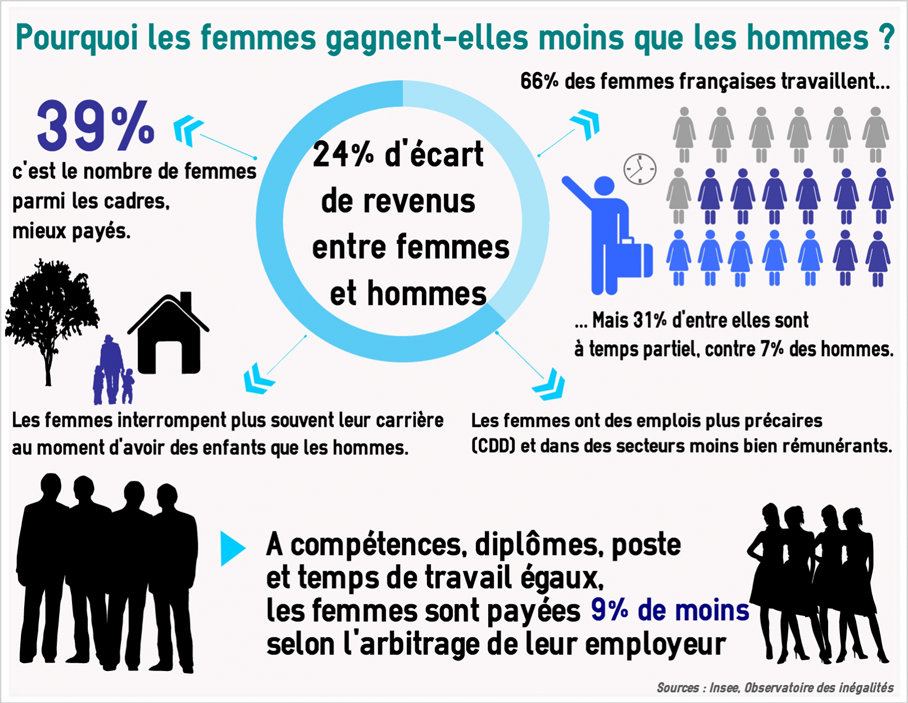 Pourquoi les femmes gagnent-elles moins que les hommes ?
66% des femmes françaises travaillent...
39%
c'est le nombre de femmes
parmi les cadres,
mieux payés.
24% d'écart
de revenus
entre femmes
et hommes
... Mais 31% d'entre elles sont
à temps partiel, contre 7% des hommes.
Les femmes interrompent plus souvent leur carrière
au moment d'avoir des enfants que les hommes.
Les femmes ont des emplois plus précaires
(CDD) et dans des secteurs moins bien rémunérants.
A compétences, diplômes, poste
et temps de travail égaux,
les femmes sont payées 9% de moins
selon l'arbitrage de leur employeur
Sources : Insee, Observatoire des inégalités